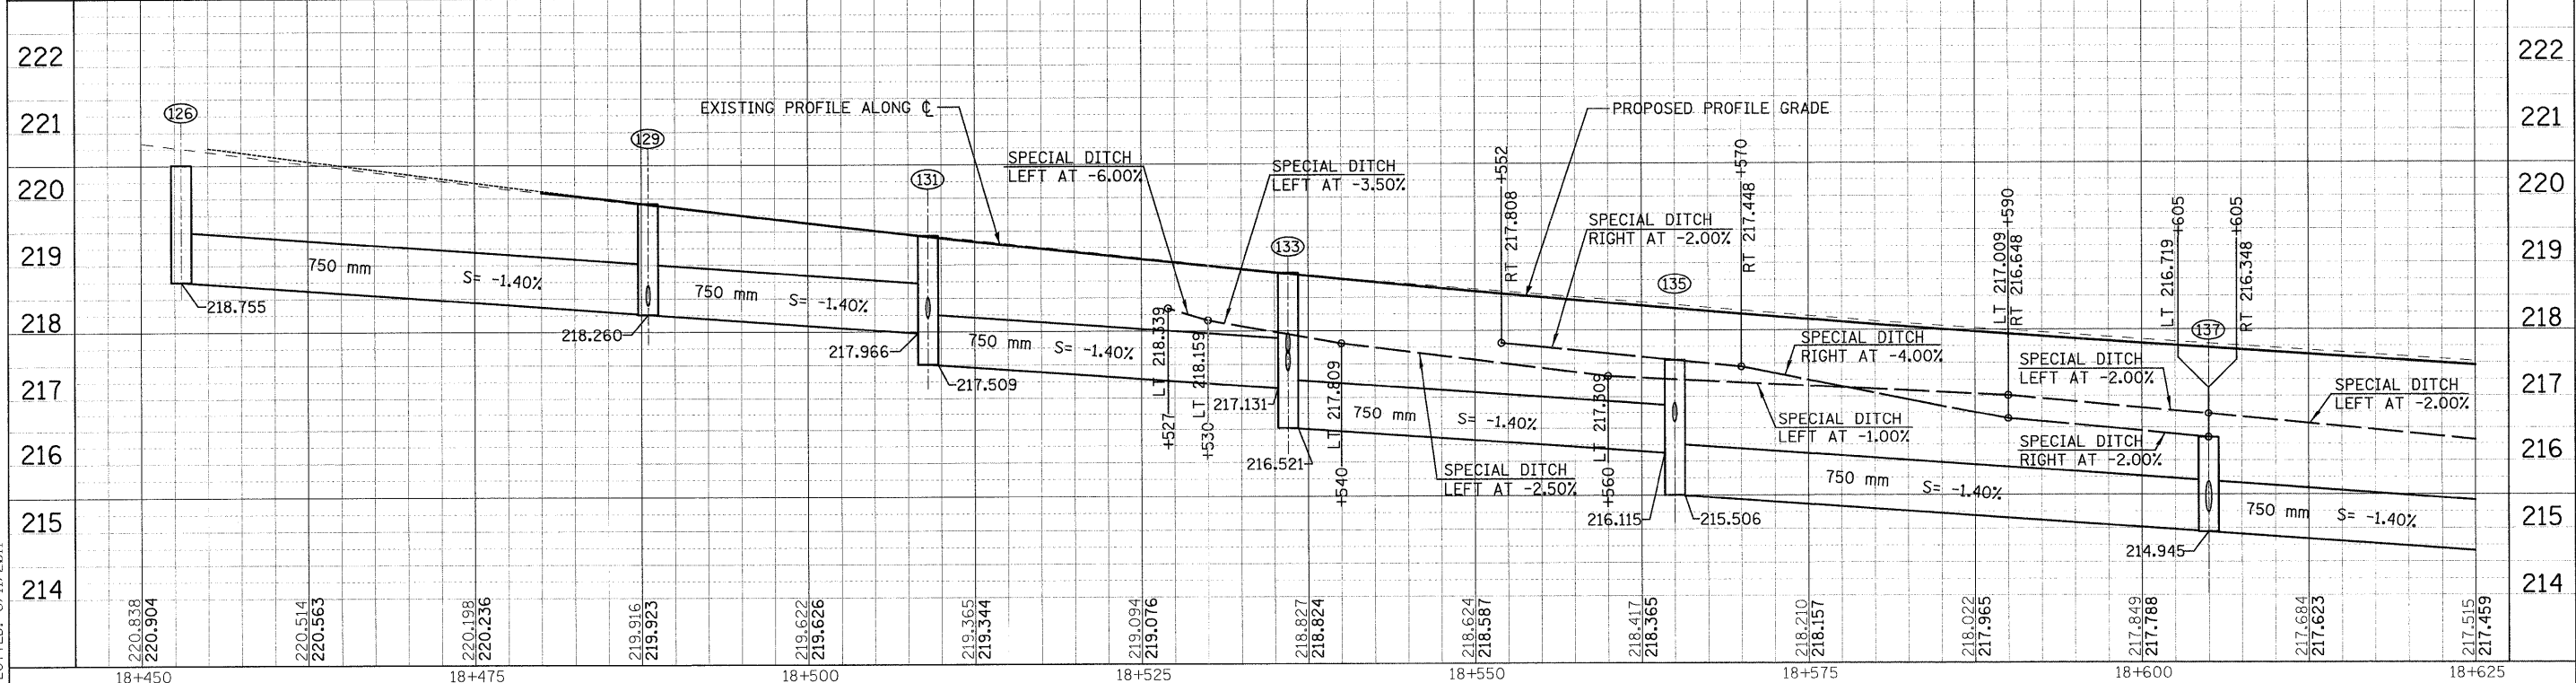 222
221
220
219
218
217
216
215
214
222
221
220
219
218
217
216
215
214
126
129
131
133
135
137
EXISTING PROFILE ALONG ℄
PROPOSED PROFILE GRADE
SPECIAL DITCH
LEFT AT -6.00%
SPECIAL DITCH
LEFT AT -3.50%
SPECIAL DITCH
RIGHT AT -2.00%
SPECIAL DITCH
RIGHT AT -4.00%
SPECIAL DITCH
LEFT AT -2.00%
SPECIAL DITCH
LEFT AT -2.00%
SPECIAL DITCH
LEFT AT -1.00%
SPECIAL DITCH
RIGHT AT -2.00%
SPECIAL DITCH
LEFT AT -2.50%
+527 LT 218.339
+530 LT 218.159
+540 LT 217.809
+560 LT 217.309
RT 217.808 +552
RT 217.448 +570
LT 217.009 +590
RT 216.648
LT 216.719 +605
RT 216.348 +605
750 mm S= -1.40%
750 mm S= -1.40%
750 mm S= -1.40%
750 mm S= -1.40%
750 mm S= -1.40%
750 mm S= -1.40%
218.755
218.260
217.966
217.509
217.131
216.521
216.115
215.506
214.945
220.838
220.904
220.514
220.563
220.198
220.236
219.916
219.923
219.622
219.626
219.365
219.344
219.094
219.076
218.827
218.824
218.624
218.587
218.417
218.365
218.210
218.157
218.022
217.965
217.849
217.788
217.684
217.623
217.515
217.459
18+450
18+475
18+500
18+525
18+550
18+575
18+600
18+625